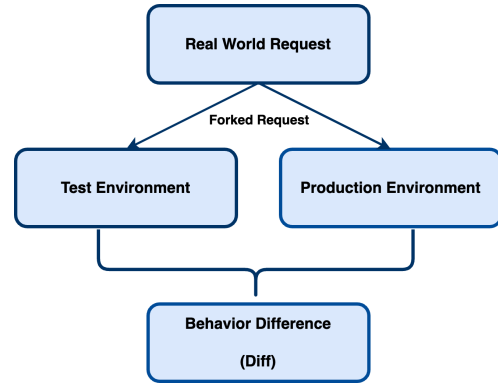 Real World Request
Forked Request
Test Environment
Production Environment
Behavior Difference
(Diff)